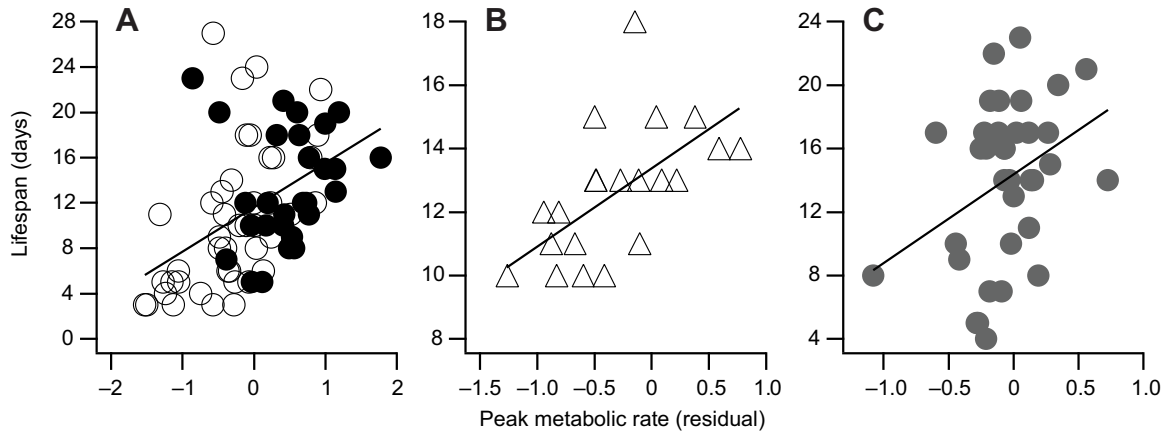 A
B
C
28
24
20
16
12
8
4
0
18
16
14
12
10
8
24
20
16
12
8
4
Lifespan (days)
–2 –1 0 1 2
–1.5 –1.0 –0.5 0 0.5 1.0
–1.0 –0.5 0 0.5 1.0
Peak metabolic rate (residual)